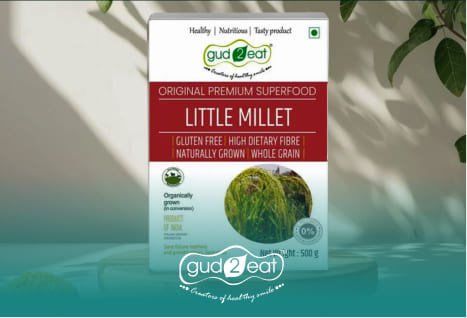 Healthy | Nutritious | Tasty product
gud2eat
Creators of healthy smile
ORIGINAL PREMIUM SUPERFOOD
LITTLE MILLET
GLUTEN FREE | HIGH DIETARY FIBRE
NATURALLY GROWN | WHOLE GRAIN
Organically
grown
(in conversion)
PRODUCT
OF INDIA
0%
Net Weight : 500 g
gud2eat
Creators of healthy smile